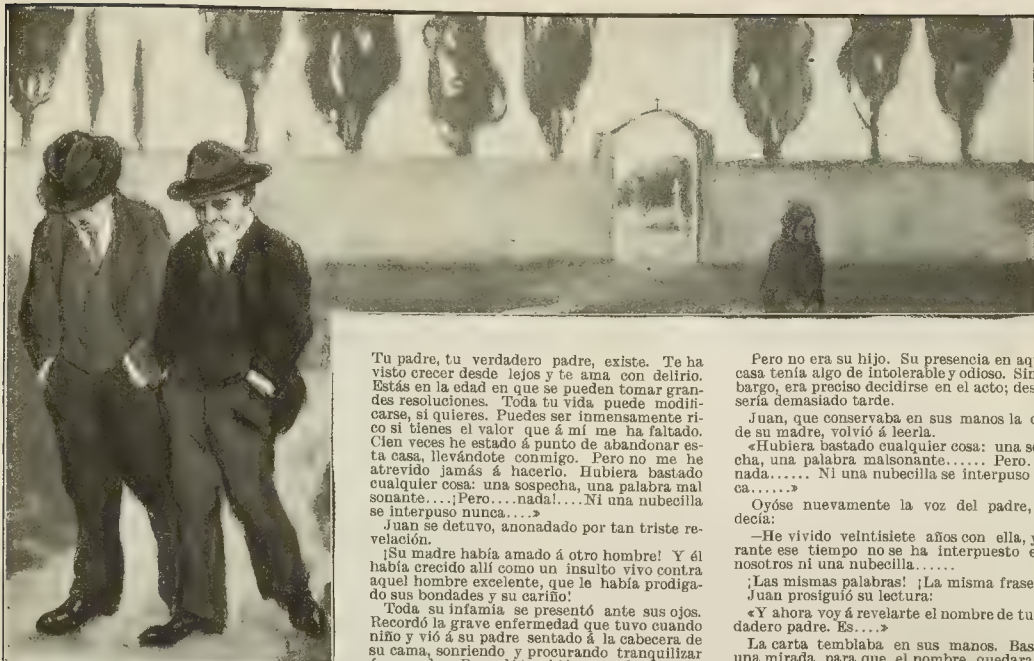 Tu padre, tu verdadero padre, existe. Te ha
visto crecer desde lejos y te ama con delirio.
Estás en la edad en que se pueden tomar gran-
des resoluciones. Toda tu vida puede modifi-
carse, si quieres. Puedes ser inmensamente ri-
co si tienes el valor que á mí me ha faltado.
Cien veces he estado á punto de abandonar es-
ta casa, llevándote conmigo. Pero no me he
atrevido jamás á hacerlo. Hubiera bastado
cualquier cosa: una sospecha, una palabra mal
sonante....¡Pero....nada!....Ni una nubecilla
se interpuso nunca....»
Juan se detuvo, anonadado por tan triste re-
velación.
¡Su madre había amado á otro hombre! Y él
había crecido allí como un insulto vivo contra
aquel hombre excelente, que le había prodiga-
do sus bondades y su cariño!
Toda su infamia se presentó ante sus ojos.
Recordó la grave enfermedad que tuvo cuando
niño y vió á su padre sentado á la cabecera de
su cama, sonriendo y procurando tranquilizar
Pero no era su hijo. Su presencia en aq
casa tenía algo de intolerable y odioso. Sin
bargo, era preciso decidirse en el acto; des
sería demasiado tarde.
Juan, que conservaba en sus manos la c
de su madre, volvió á leerla.
«Hubiera bastado cualquier cosa: una so
cha, una palabra malsonante...... Pero.
nada...... Ni una nubecilla se interpuso
ca......»
Oyóse nuevamente la voz del padre,
decía:
—He vivido veintisiete años con ella, y
rante ese tiempo no se ha interpuesto e
nosotros ni una nubecilla......
¡Las mismas palabras! ¡La misma frase
Juan prosiguió su lectura:
«Y ahora voy á revelarte el nombre de tu
dadero padre. Es....»
La carta temblaba en sus manos. Bas
una mirada, para que el nombre quedara